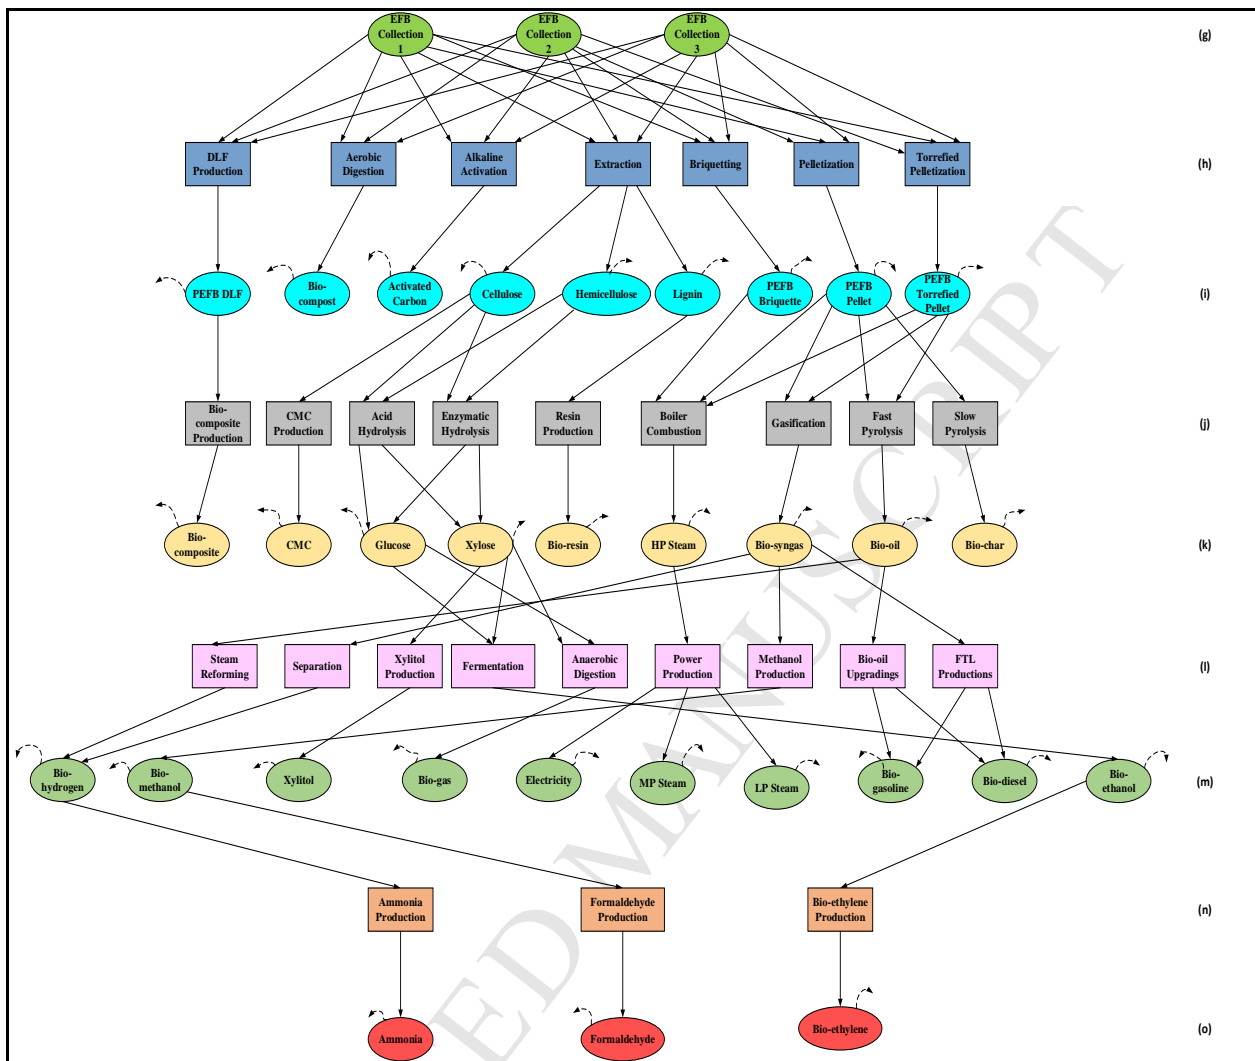 EFB
Collection
1
EFB
Collection
2
EFB
Collection
3
(g)
DLF
Production
Aerobic
Digestion
Alkaline
Activation
Extraction
Briquetting
Pelletization
Torrefied
Pelletization
(h)
PEFB DLF
Bio-
compost
Activated
Carbon
Cellulose
Hemicellulose
Lignin
PEFB
Briquette
PEFB
Pellet
PEFB
Torrefied
Pellet
(i)
Bio-
composite
Production
CMC
Production
Acid
Hydrolysis
Enzymatic
Hydrolysis
Resin
Production
Boiler
Combustion
Gasification
Fast
Pyrolysis
Slow
Pyrolysis
(j)
Bio-
composite
CMC
Glucose
Xylose
Bio-resin
HP Steam
Bio-syngas
Bio-oil
Bio-char
(k)
Steam
Reforming
Separation
Xylitol
Production
Fermentation
Anaerobic
Digestion
Power
Production
Methanol
Production
Bio-oil
Upgradings
FTL
Productions
(l)
Bio-
hydrogen
Bio-
methanol
Xylitol
Bio-gas
Electricity
MP Steam
LP Steam
Bio-
gasoline
Bio-diesel
Bio-
ethanol
(m)
Ammonia
Production
Formaldehyde
Production
Bio-ethylene
Production
(n)
Ammonia
Formaldehyde
Bio-ethylene
(o)
ED MANUSCRIPT